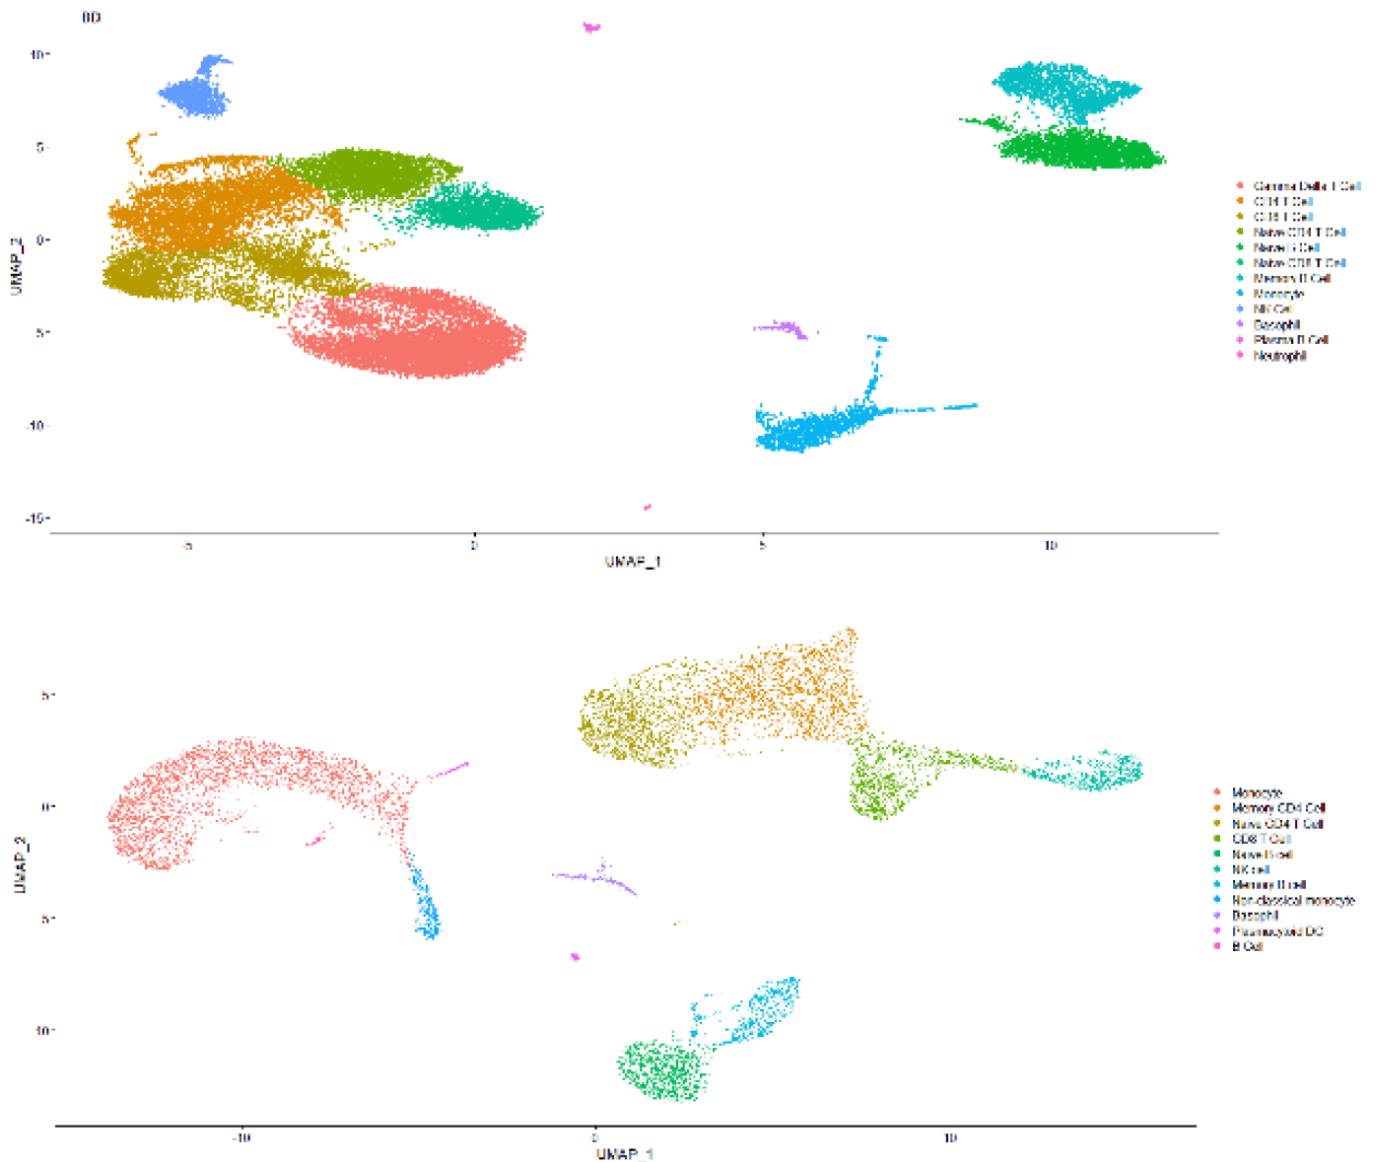 BD
10
5
0
-5
-10
-15
UMAP_2
-5
0
5
10
UMAP_1
Gamma Delta T Cell
CD4 T Cell
CD8 T Cell
Naive CD4 T Cell
Naive B Cell
Naive CD8 T Cell
Memory B Cell
Monocyte
NK Cell
Basophil
Plasma B Cell
Neutrophil
5
0
5
10
UMAP_2
-10
0
10
UMAP_1
Monocyte
Memory CD4 Cell
Naive CD4 T Cell
CD8 T Cell
Naive B cell
NK cell
Memory B cell
Non-classical monocyte
Basophil
Plasmacytoid DC
B Cell